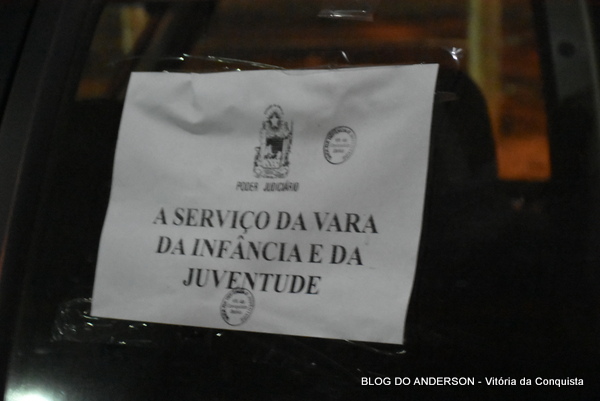 PODER JUDICIÁRIO
A SERVIÇO DA VARA
DA INFÂNCIA E DA
JUVENTUDE
BLOG DO ANDERSON - Vitória da Conquista